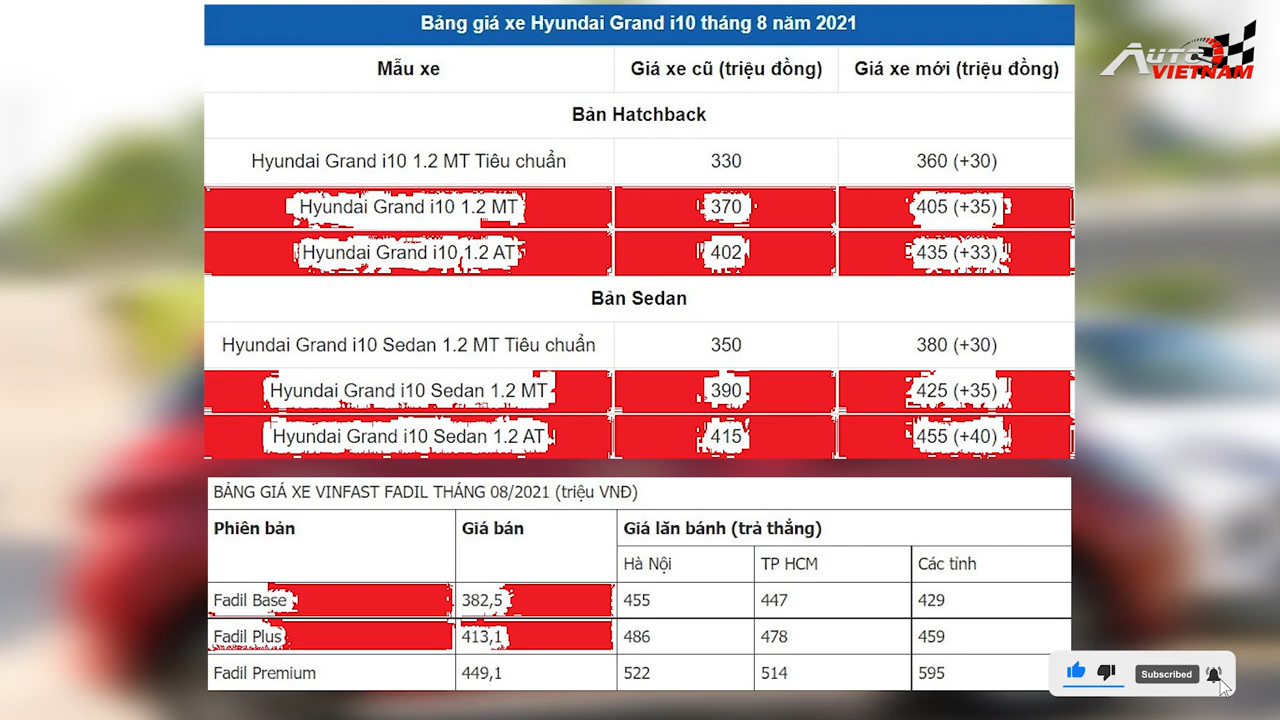 Bảng giá xe Hyundai Grand i10 tháng 8 năm 2021
Mẫu xe Giá xe cũ (triệu đồng) Giá xe mới (triệu đồng)
Bản Hatchback
Hyundai Grand i10 1.2 MT Tiêu chuẩn 330 360 (+30)
Hyundai Grand i10 1.2 MT 370 405 (+35)
Hyundai Grand i10 1.2 AT 402 435 (+33)
Bản Sedan
Hyundai Grand i10 Sedan 1.2 MT Tiêu chuẩn 350 380 (+30)
Hyundai Grand i10 Sedan 1.2 MT 390 425 (+35)
Hyundai Grand i10 Sedan 1.2 AT 415 455 (+40)
BẢNG GIÁ XE VINFAST FADIL THÁNG 08/2021 (triệu VNĐ)
Phiên bản Giá bán Giá lăn bánh (trả thẳng)
Hà Nội TP HCM Các tỉnh
Fadil Base 382,5 455 447 429
Fadil Plus 413,1 486 478 459
Fadil Premium 449,1 522 514 595
AUTO
VIETNAM
Subscribed